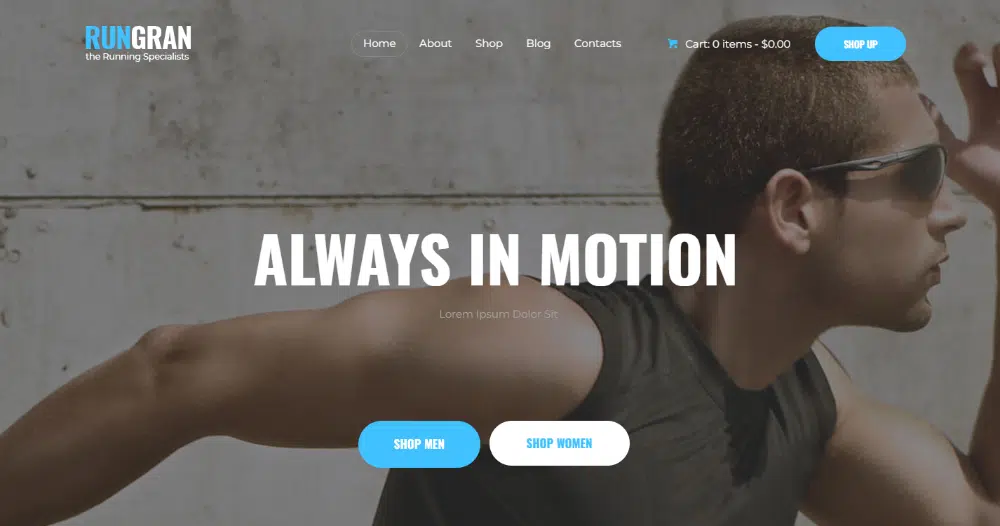 RUNGRAN
the Running Specialists
Home About Shop Blog Contacts
Cart: 0 items - $0.00
SHOP UP
ALWAYS IN MOTION
Lorem Ipsum Dolor Sit
SHOP MEN
SHOP WOMEN